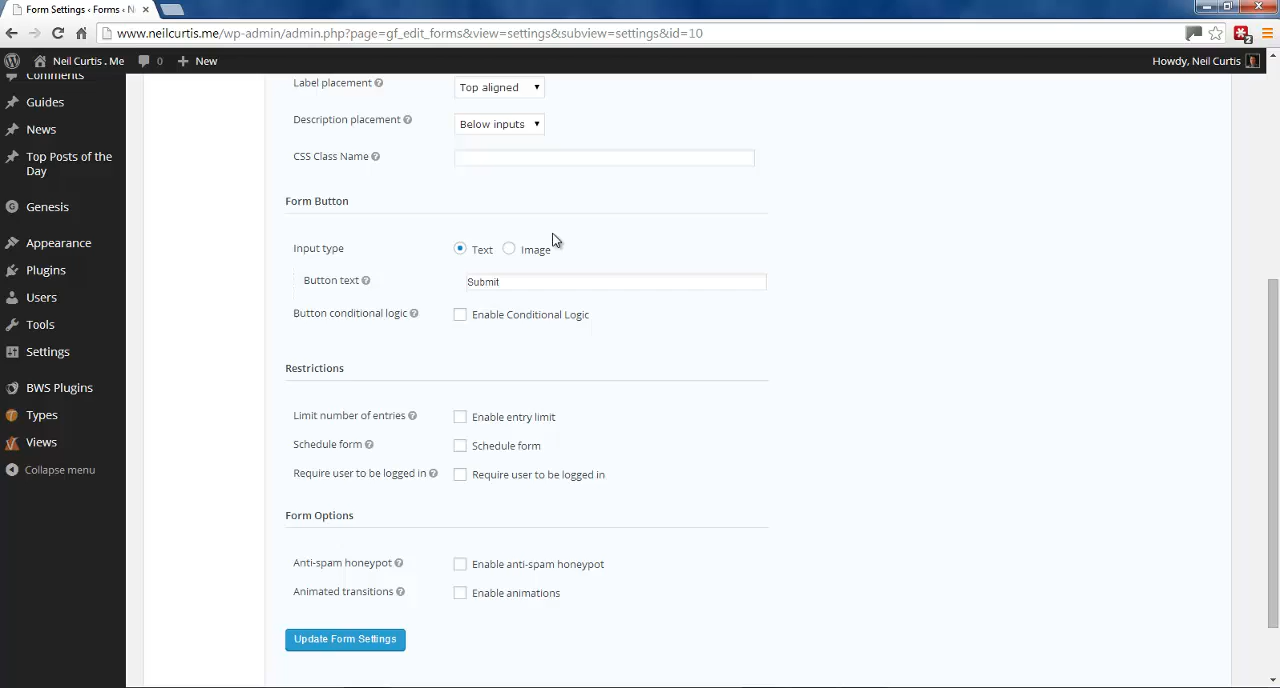 Form Settings ‹ Forms ‹ N
www.neilcurtis.me/wp-admin/admin.php?page=gf_edit_forms&view=settings&subview=settings&id=10
2
Neil Curtis . Me
0
New
Howdy, Neil Curtis
Comments
Guides
News
Top Posts of the
Day
Genesis
Appearance
Plugins
Users
Tools
Settings
BWS Plugins
Types
Views
Collapse menu
Label placement
Top aligned
Description placement
Below inputs
CSS Class Name
Form Button
Input type
Text
Image
Button text
Submit
Button conditional logic
Enable Conditional Logic
Restrictions
Limit number of entries
Enable entry limit
Schedule form
Schedule form
Require user to be logged in
Require user to be logged in
Form Options
Anti-spam honeypot
Enable anti-spam honeypot
Animated transitions
Enable animations
Update Form Settings